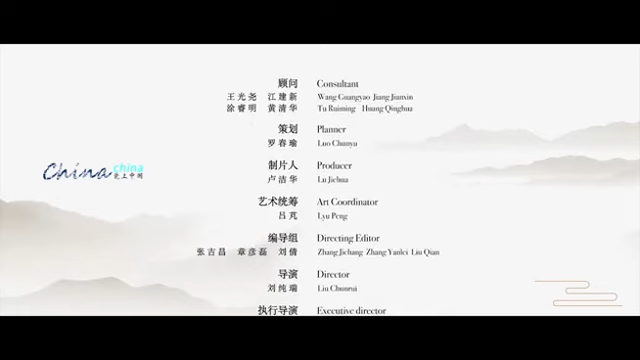 顾问 Consultant
王光尧 江建新 Wang Guangyao Jiang Jianxin
涂睿明 黄清华 Tu Ruiming Huang Qinghua
策划 Planner
罗春瑜 Luo Chunyu
China china
瓷上中国
制片人 Producer
卢洁华 Lu Jiehua
艺术统筹 Art Coordinator
吕芃 Lyu Peng
编导组 Directing Editor
张吉昌 章彦磊 刘倩 Zhang Jichang Zhang Yanlei Liu Qian
导演 Director
刘纯瑞 Liu Chunrui
执行导演 Executive director